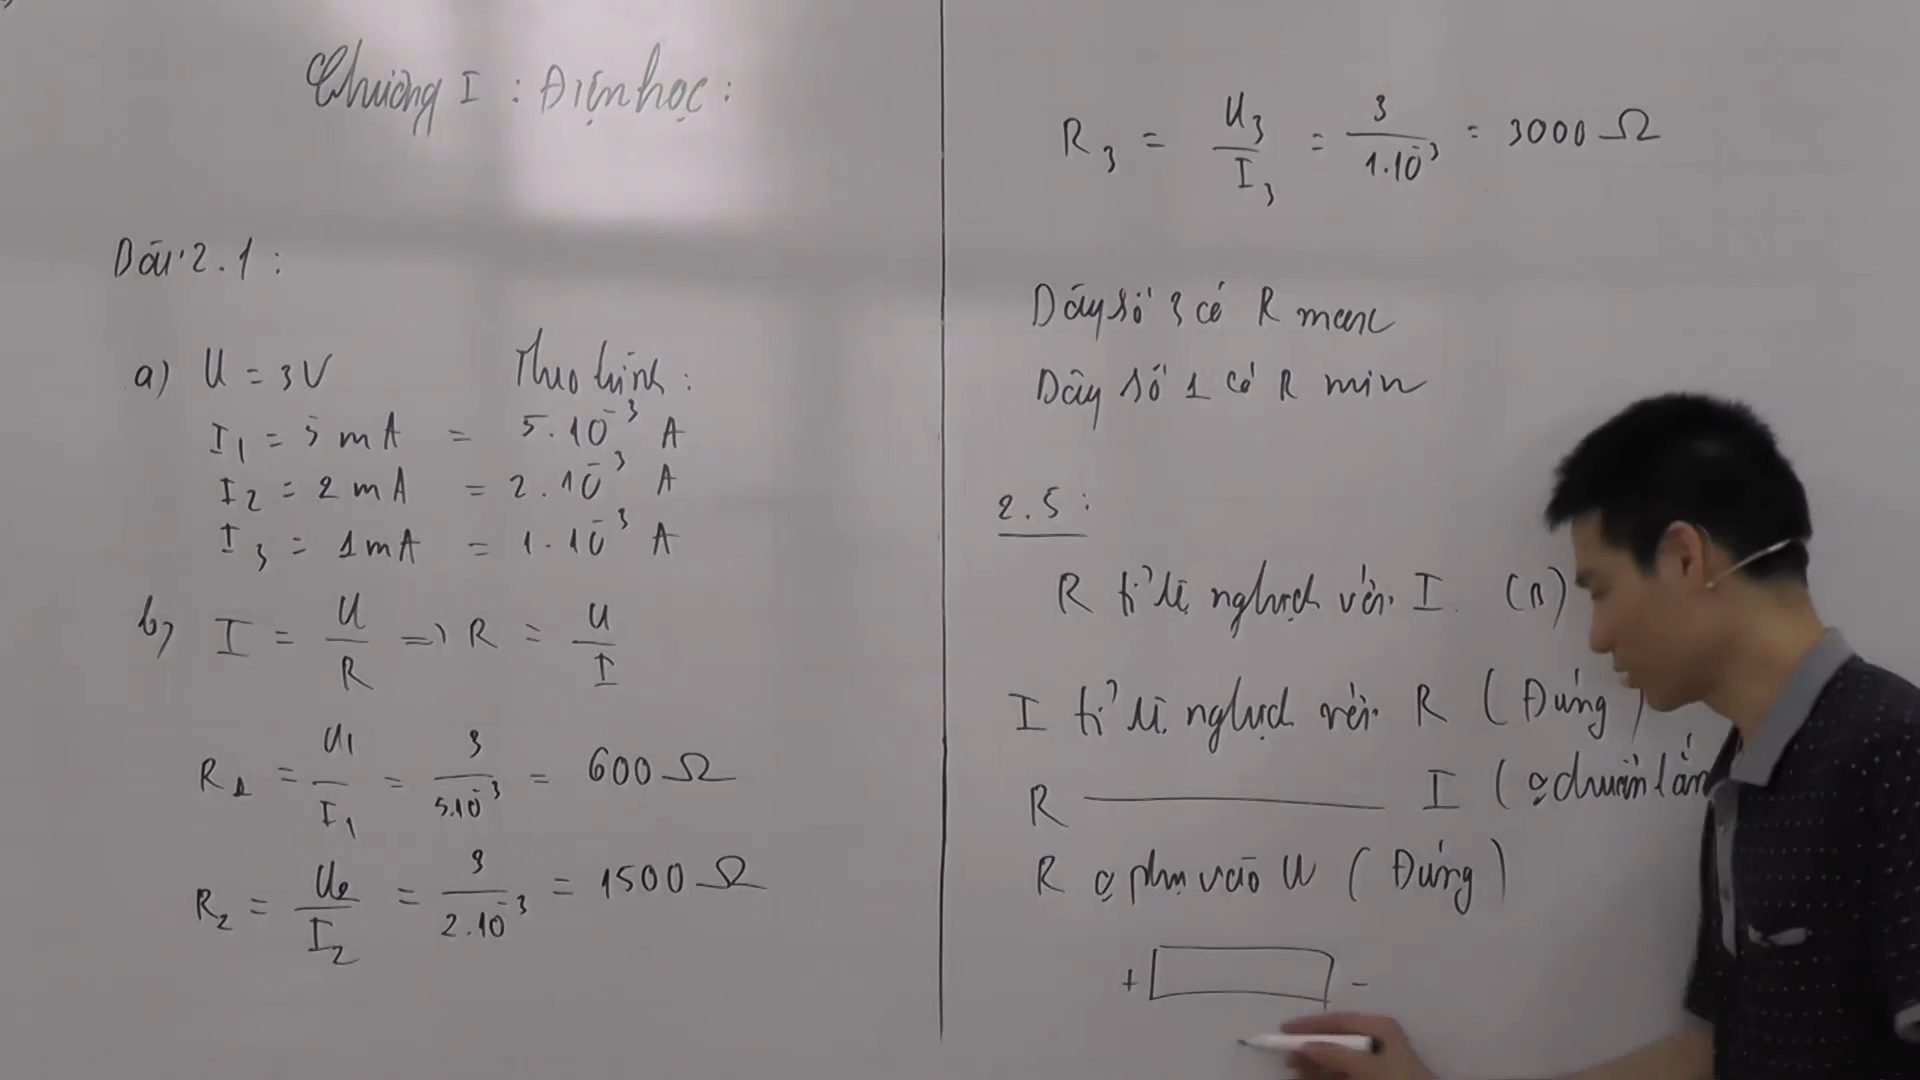 Chương I : Điện học :
Bài 2.1 :
a) U = 3V Theo hình :
I₁ = 5 mA = 5.10⁻³ A
I₂ = 2 mA = 2.10⁻³ A
I₃ = 1mA = 1.10⁻³ A
b) I = U/R => R = U/I
R₁ = U₁/I₁ = 3/5.10⁻³ = 600 Ω
R₂ = U₂/I₂ = 3/2.10⁻³ = 1500 Ω
R₃ = U₃/I₃ = 3/1.10⁻³ = 3000 Ω
Dây số 3 có R max
Dây số 1 có R min
2.5 :
R tỉ lệ nghịch với I. (B)
I tỉ lệ nghịch với R (Đúng)
R ——— I (
R phụ vào U (Đúng)
+ -